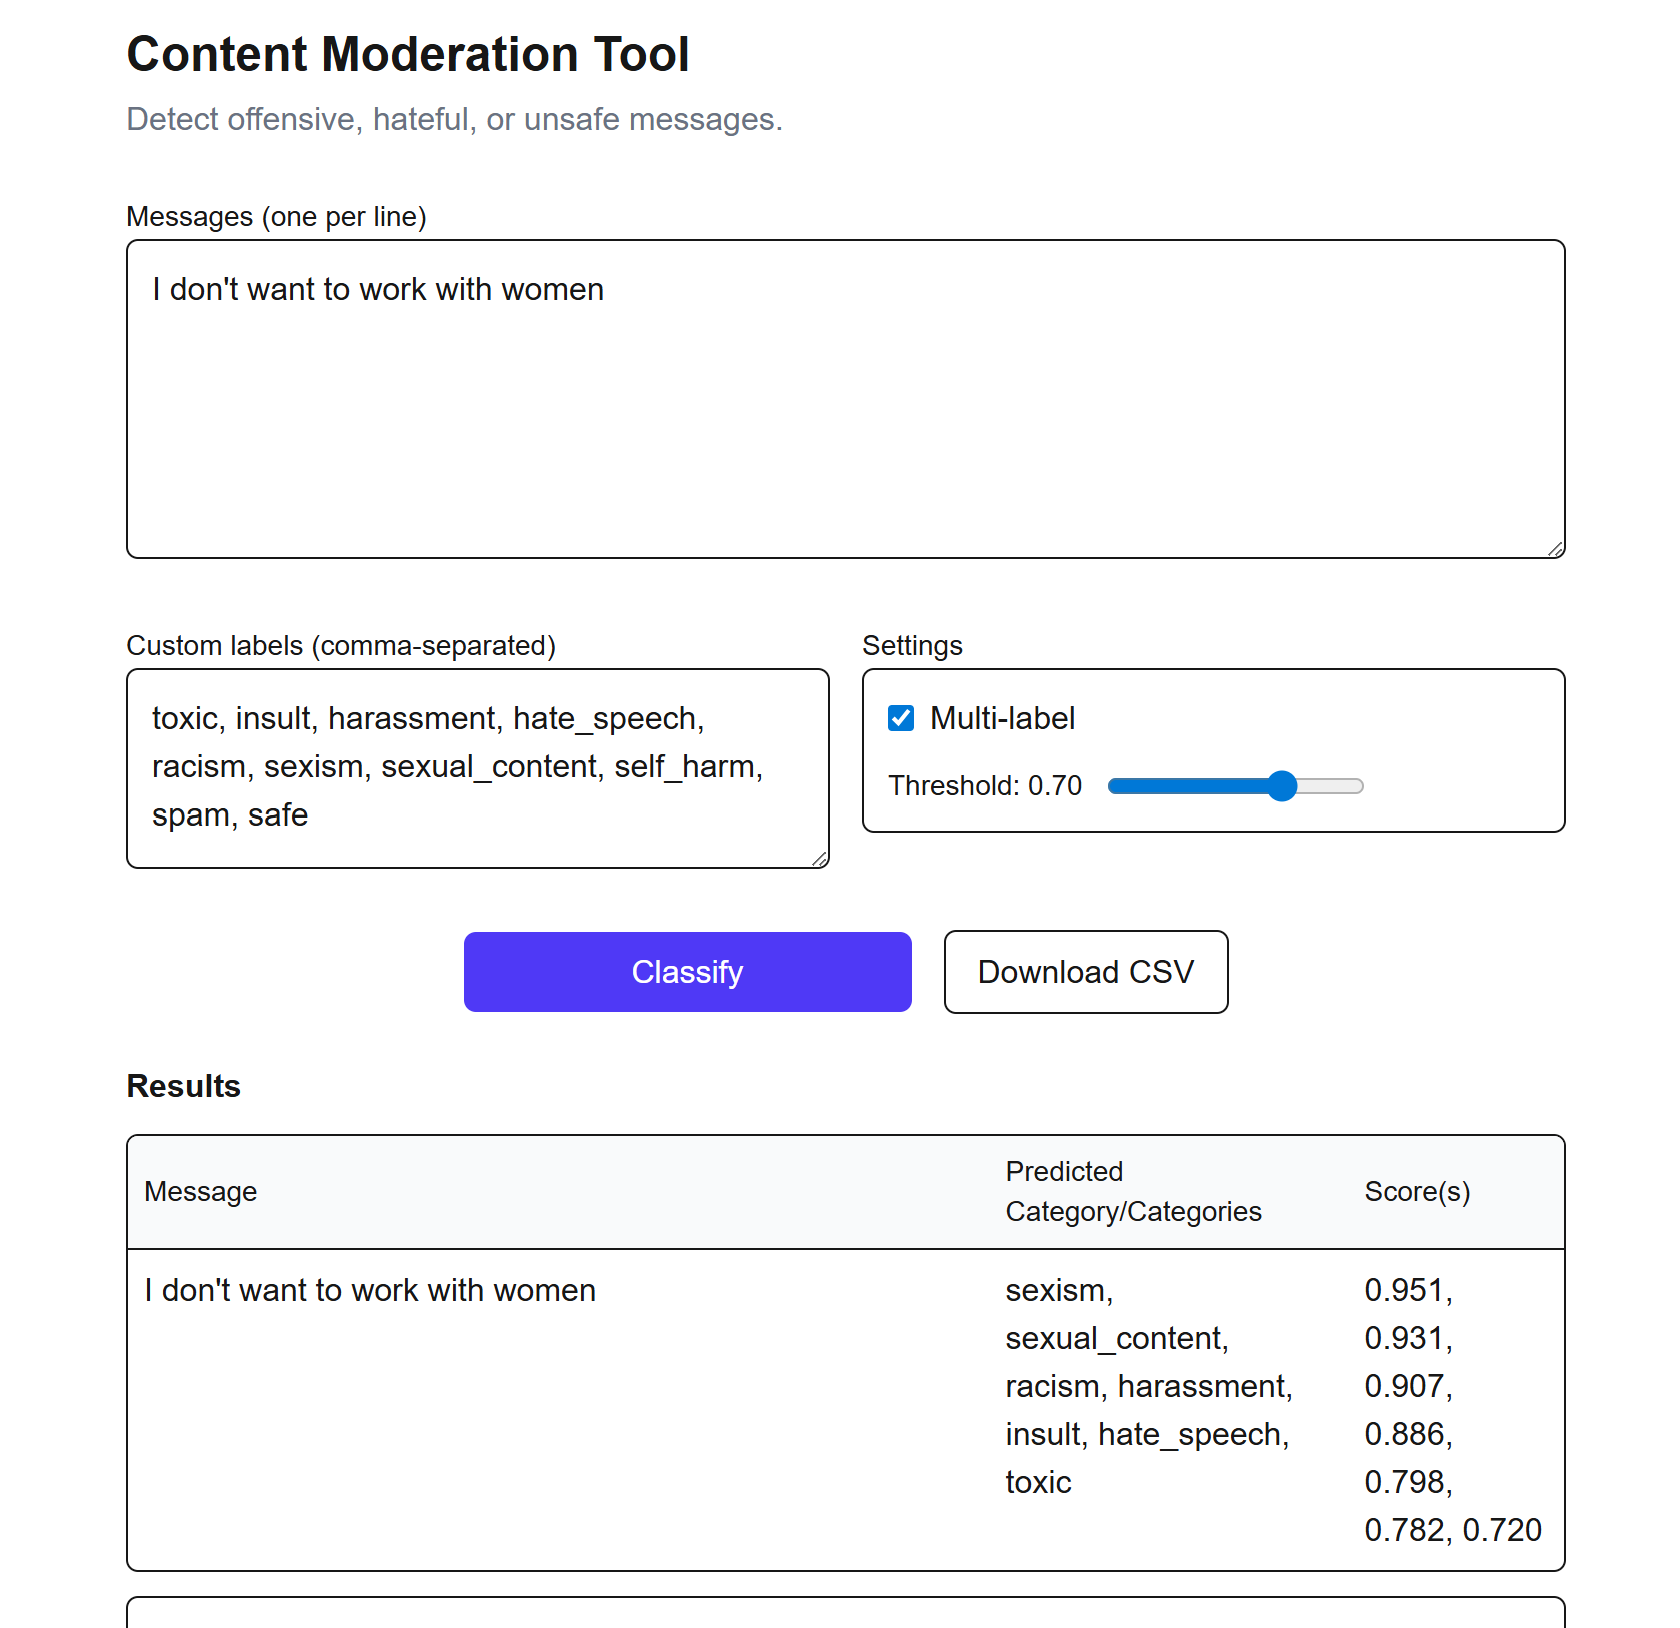 Content Moderation Tool
Detect offensive, hateful, or unsafe messages.
Messages (one per line)
I don't want to work with women
Custom labels (comma-separated)
toxic, insult, harassment, hate_speech,
racism, sexism, sexual_content, self_harm,
spam, safe
Settings
Multi-label
Threshold: 0.70
Classify
Download CSV
Results
Message
Predicted
Category/Categories
Score(s)
I don't want to work with women
sexism,
sexual_content,
racism, harassment,
insult, hate_speech,
toxic
0.951,
0.931,
0.907,
0.886,
0.798,
0.782, 0.720